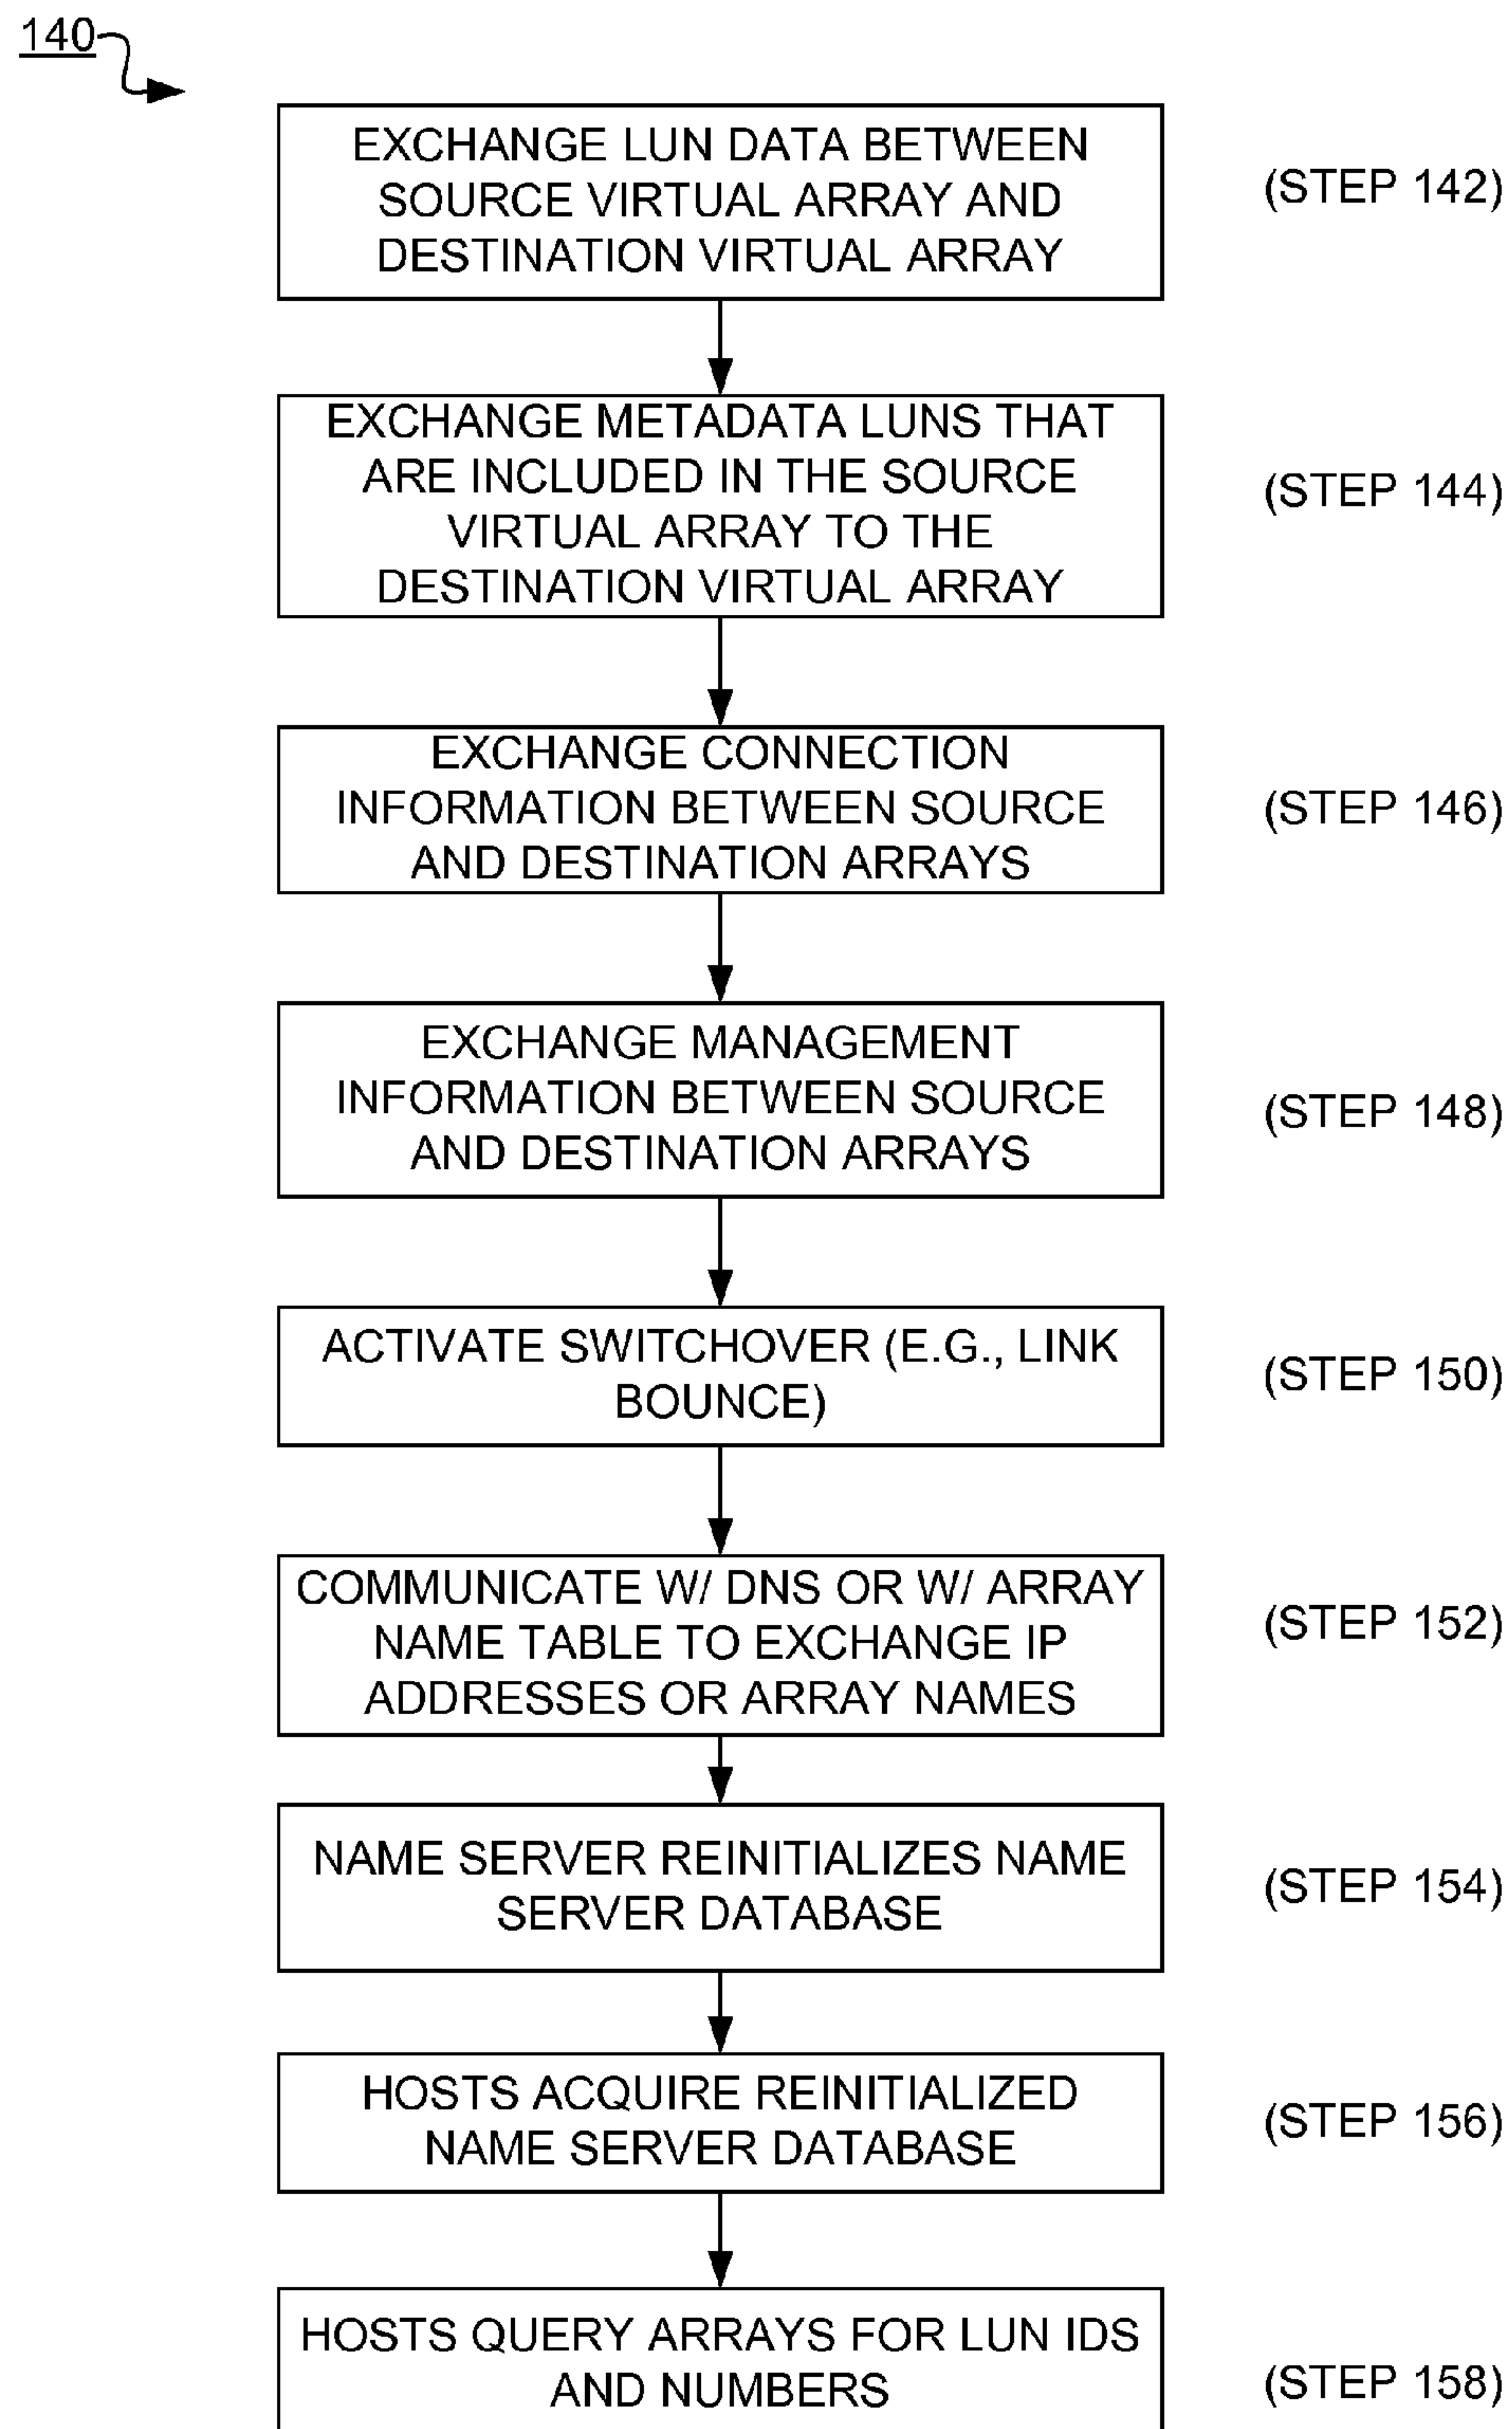 140
EXCHANGE LUN DATA BETWEEN
SOURCE VIRTUAL ARRAY AND
DESTINATION VIRTUAL ARRAY
(STEP 142)
EXCHANGE METADATA LUNS THAT
ARE INCLUDED IN THE SOURCE
VIRTUAL ARRAY TO THE
DESTINATION VIRTUAL ARRAY
(STEP 144)
EXCHANGE CONNECTION
INFORMATION BETWEEN SOURCE
AND DESTINATION ARRAYS
(STEP 146)
EXCHANGE MANAGEMENT
INFORMATION BETWEEN SOURCE
AND DESTINATION ARRAYS
(STEP 148)
ACTIVATE SWITCHOVER (E.G., LINK
BOUNCE)
(STEP 150)
COMMUNICATE W/ DNS OR W/ ARRAY
NAME TABLE TO EXCHANGE IP
ADDRESSES OR ARRAY NAMES
(STEP 152)
NAME SERVER REINITIALIZES NAME
SERVER DATABASE
(STEP 154)
HOSTS ACQUIRE REINITIALIZED
NAME SERVER DATABASE
(STEP 156)
HOSTS QUERY ARRAYS FOR LUN IDS
AND NUMBERS
(STEP 158)